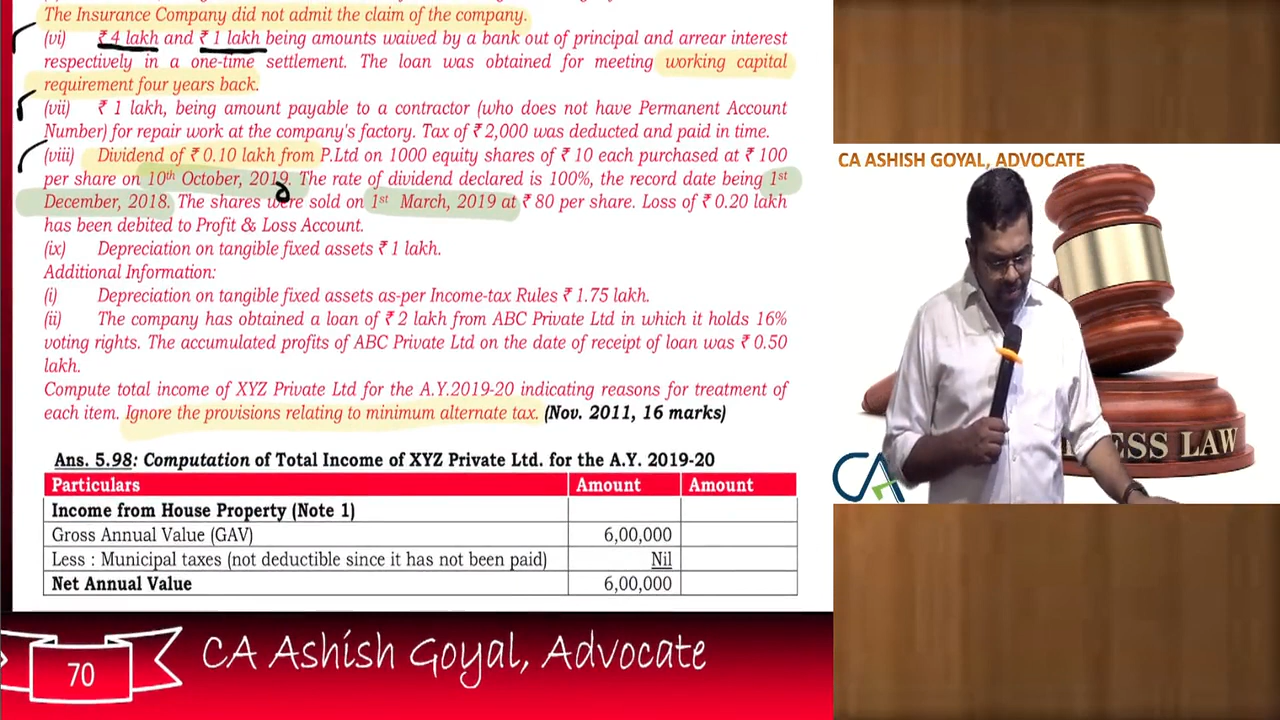 The Insurance Company did not admit the claim of the company.
(vi) ₹ 4 lakh and ₹ 1 lakh being amounts waived by a bank out of principal and arrear interest
respectively in a one-time settlement. The loan was obtained for meeting working capital
requirement four years back.
(vii) ₹ 1 lakh, being amount payable to a contractor (who does not have Permanent Account
Number) for repair work at the company's factory. Tax of ₹ 2,000 was deducted and paid in time.
(viii) Dividend of ₹ 0.10 lakh from P.Ltd on 1000 equity shares of ₹ 10 each purchased at ₹ 100
per share on 10th October, 2019. The rate of dividend declared is 100%, the record date being 1st
December, 2018. The shares were sold on 1st March, 2019 at ₹ 80 per share. Loss of ₹ 0.20 lakh
has been debited to Profit & Loss Account.
(ix) Depreciation on tangible fixed assets ₹ 1 lakh.
Additional Information:
(i) Depreciation on tangible fixed assets as-per Income-tax Rules ₹ 1.75 lakh.
(ii) The company has obtained a loan of ₹ 2 lakh from ABC Private Ltd in which it holds 16%
voting rights. The accumulated profits of ABC Private Ltd on the date of receipt of loan was ₹ 0.50
lakh.
Compute total income of XYZ Private Ltd for the A.Y.2019-20 indicating reasons for treatment of
each item. Ignore the provisions relating to minimum alternate tax. (Nov. 2011, 16 marks)
Ans. 5.98: Computation of Total Income of XYZ Private Ltd. for the A.Y. 2019-20
Particulars Amount Amount
Income from House Property (Note 1)
Gross Annual Value (GAV) 6,00,000
Less : Municipal taxes (not deductible since it has not been paid) Nil
Net Annual Value 6,00,000
70 CA Ashish Goyal, Advocate
CA ASHISH GOYAL, ADVOCATE
ESS LAW
CA